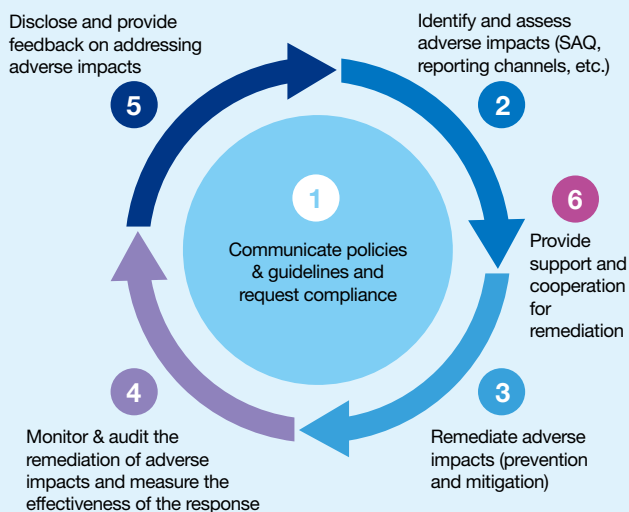 Disclose and provide
feedback on addressing
adverse impacts
5
Identify and assess
adverse impacts (SAQ,
reporting channels, etc.)
2
1
Communicate policies
& guidelines and
request compliance
6
Provide
support and
cooperation
for
remediation
4
Monitor & audit the
remediation of adverse
impacts and measure the
effectiveness of the response
3
Remediate adverse
impacts (prevention
and mitigation)